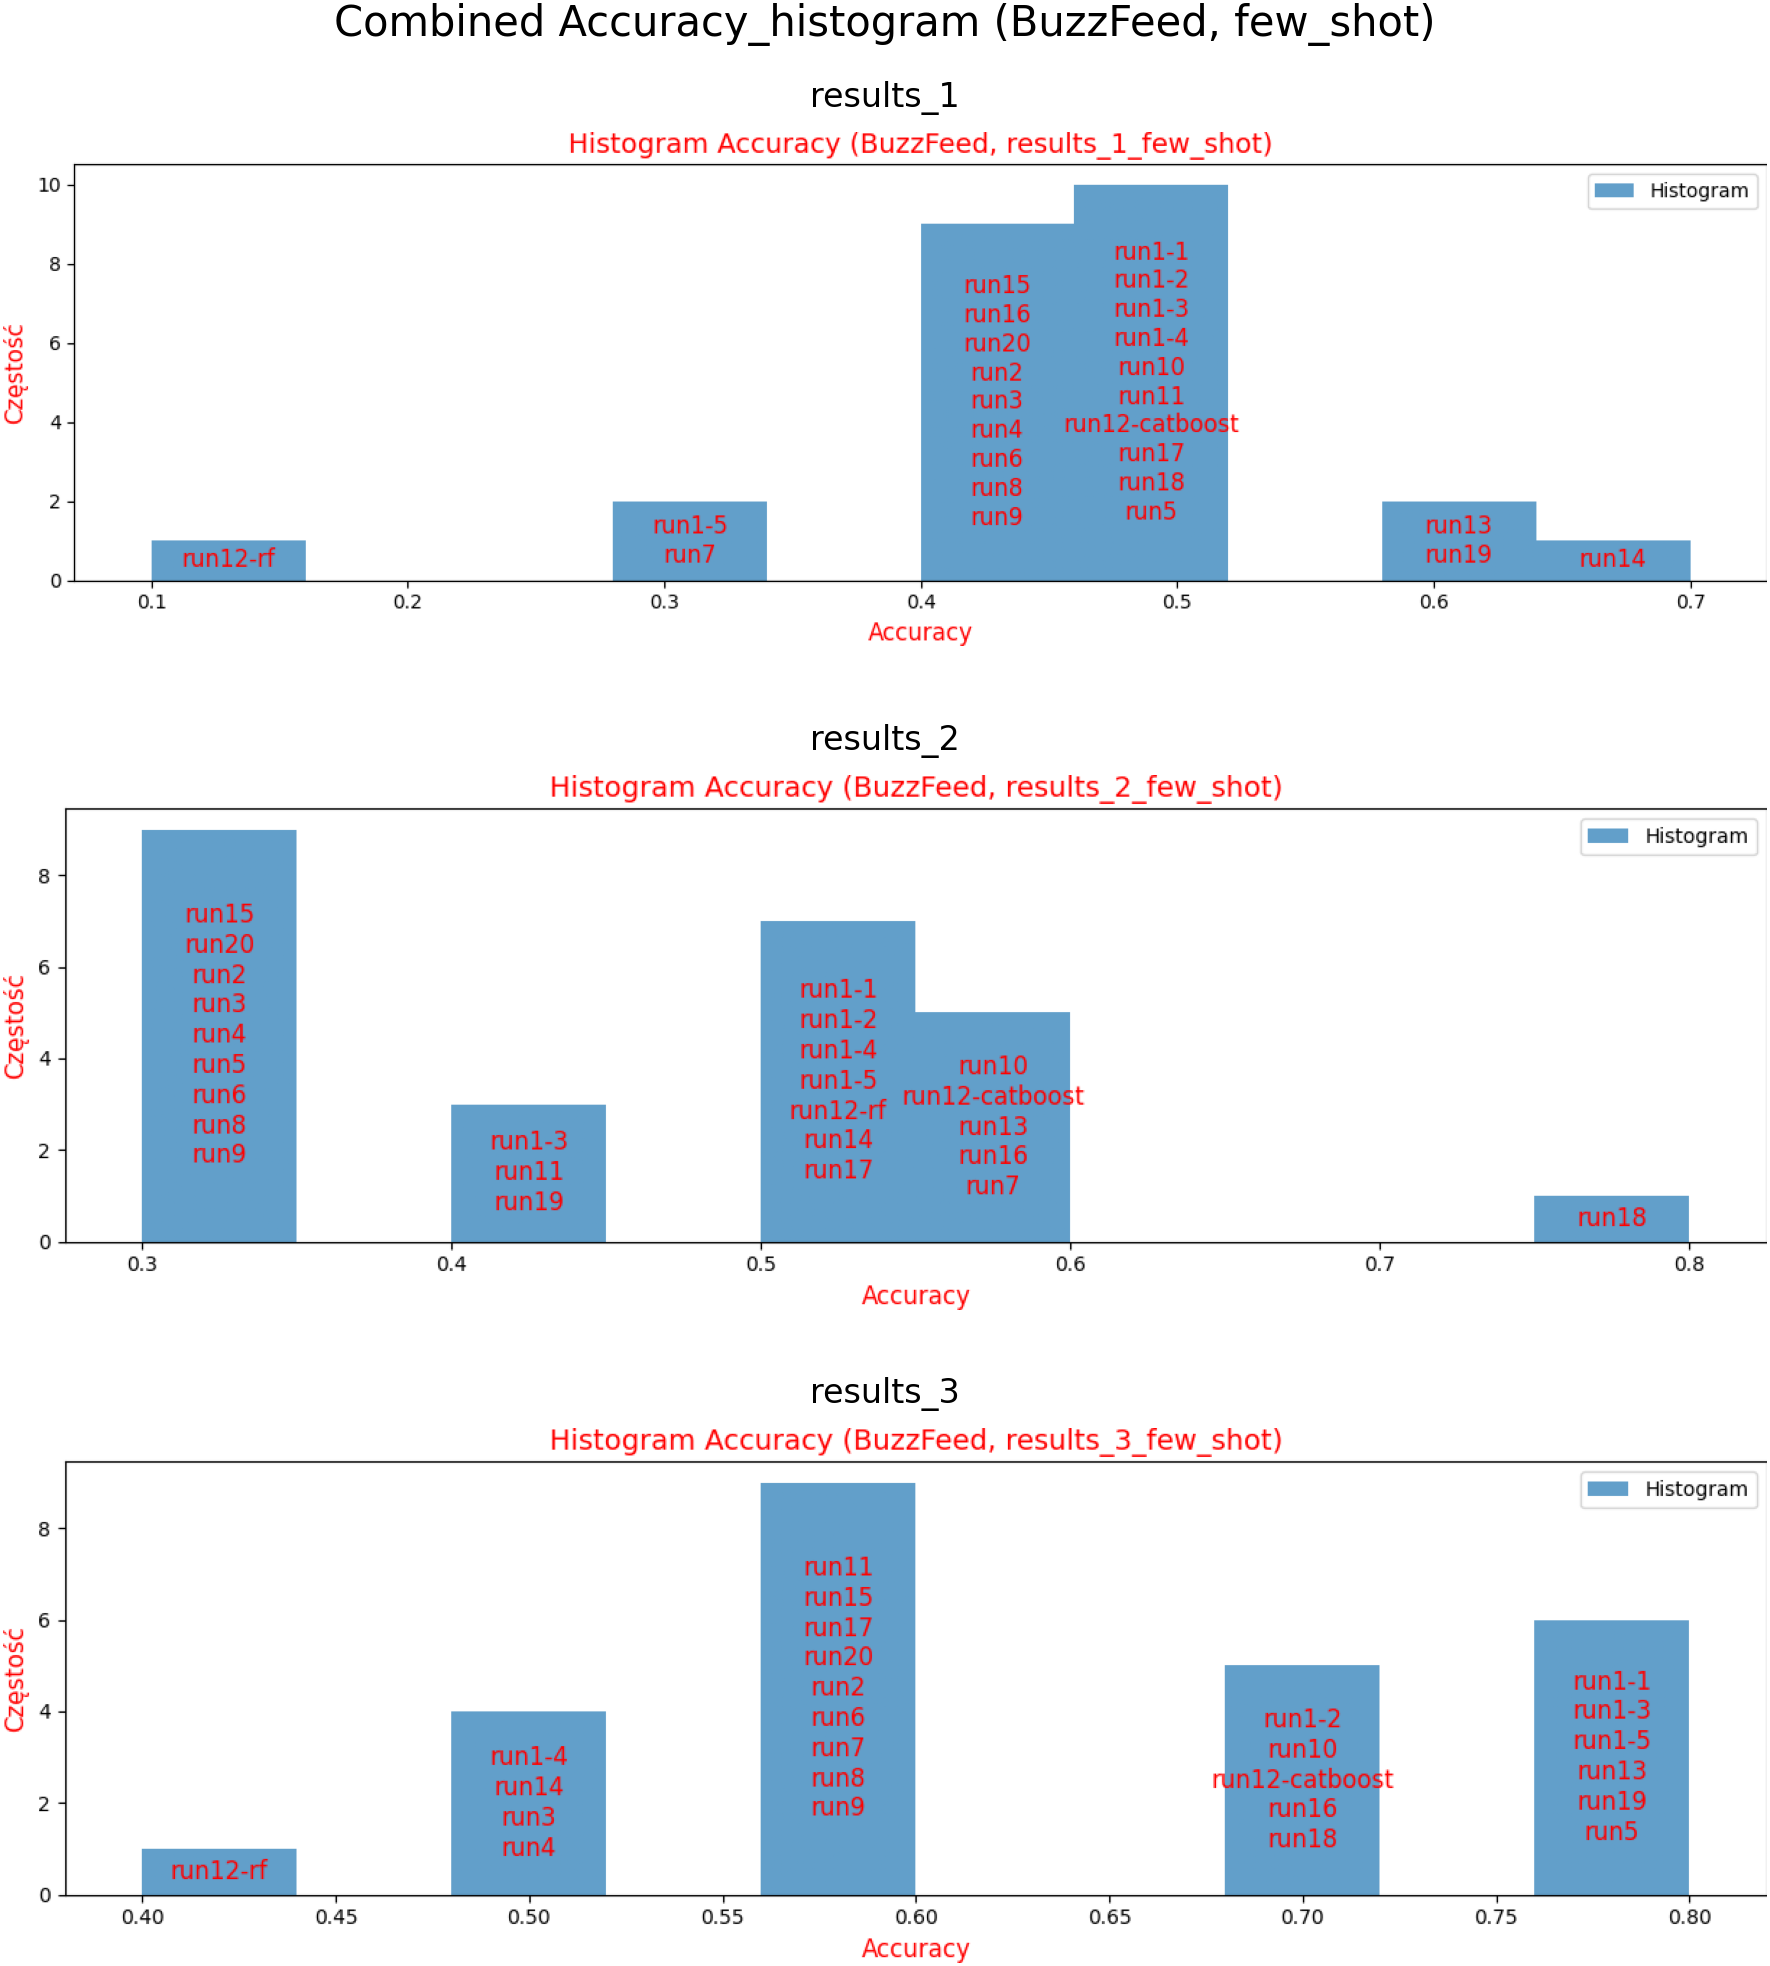 Combined Accuracy_histogram (BuzzFeed, few_shot)
results_1
Histogram Accuracy (BuzzFeed, results_1_few_shot)
Histogram
Częstość
10
8
6
4
2
0
run12-rf
run1-5
run7
run15
run16
run20
run2
run3
run4
run6
run8
run9
run1-1
run1-2
run1-3
run1-4
run10
run11
run12-catboost
run17
run18
run5
run13
run19
run14
0.1 0.2 0.3 0.4 0.5 0.6 0.7
Accuracy
results_2
Histogram Accuracy (BuzzFeed, results_2_few_shot)
Histogram
Częstość
8
6
4
2
0
run15
run20
run2
run3
run4
run5
run6
run8
run9
run1-3
run11
run19
run1-1
run1-2
run1-4
run1-5
run12-rf
run14
run17
run10
run12-catboost
run13
run16
run7
run18
0.3 0.4 0.5 0.6 0.7 0.8
Accuracy
results_3
Histogram Accuracy (BuzzFeed, results_3_few_shot)
Histogram
Częstość
8
6
4
2
0
run12-rf
run1-4
run14
run3
run4
run11
run15
run17
run20
run2
run6
run7
run8
run9
run1-2
run10
run12-catboost
run16
run18
run1-1
run1-3
run1-5
run13
run19
run5
0.40 0.45 0.50 0.55 0.60 0.65 0.70 0.75 0.80
Accuracy